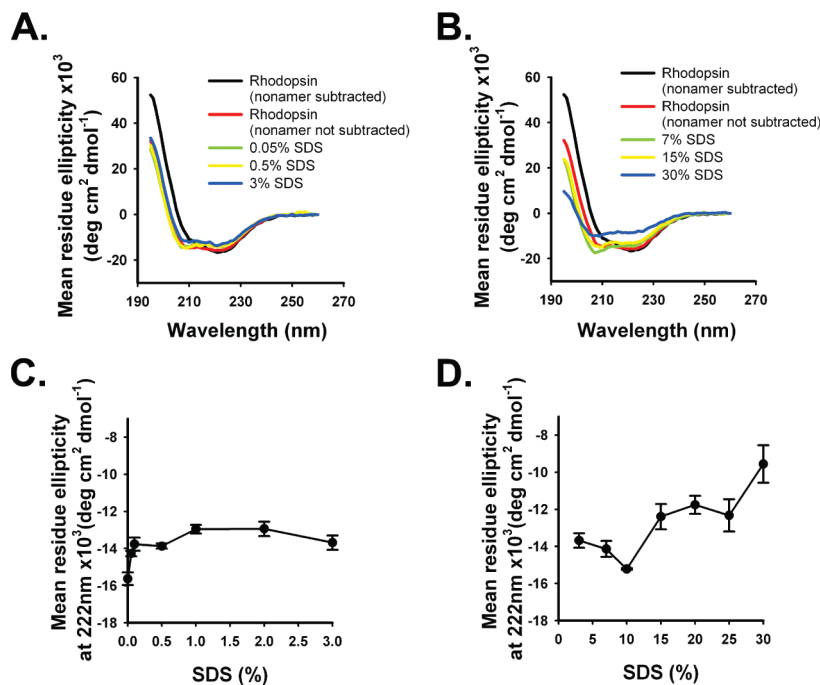 A.
Mean residue ellipticity x10³
(deg cm² dmol⁻¹)
60
40
20
0
-20
190
210
230
250
270
Wavelength (nm)
Rhodopsin
(nonamer subtracted)
Rhodopsin
(nonamer not subtracted)
0.05% SDS
0.5% SDS
3% SDS
B.
Mean residue ellipticity x10³
(deg cm² dmol⁻¹)
60
40
20
0
-20
190
210
230
250
270
Wavelength (nm)
Rhodopsin
(nonamer subtracted)
Rhodopsin
(nonamer not subtracted)
7% SDS
15% SDS
30% SDS
C.
Mean residue ellipticity
at 222nm x10³(deg cm² dmol⁻¹)
-8
-10
-12
-14
-16
-18
0.0
0.5
1.0
1.5
2.0
2.5
3.0
SDS (%)
D.
Mean residue ellipticity
at 222nm x10³(deg cm² dmol⁻¹)
-8
-10
-12
-14
-16
-18
0
5
10
15
20
25
30
SDS (%)